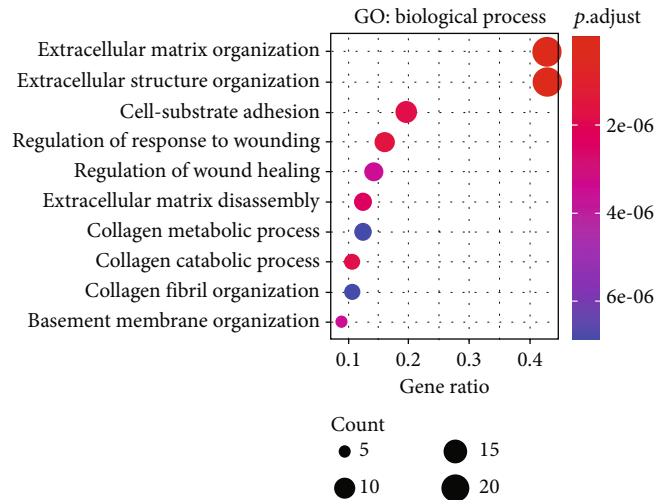 GO: biological process
p.adjust
Extracellular matrix organization
Extracellular structure organization
Cell-substrate adhesion
Regulation of response to wounding
Regulation of wound healing
Extracellular matrix disassembly
Collagen metabolic process
Collagen catabolic process
Collagen fibril organization
Basement membrane organization
2e-06
4e-06
6e-06
0.1 0.2 0.3 0.4
Gene ratio
Count
5 15
10 20